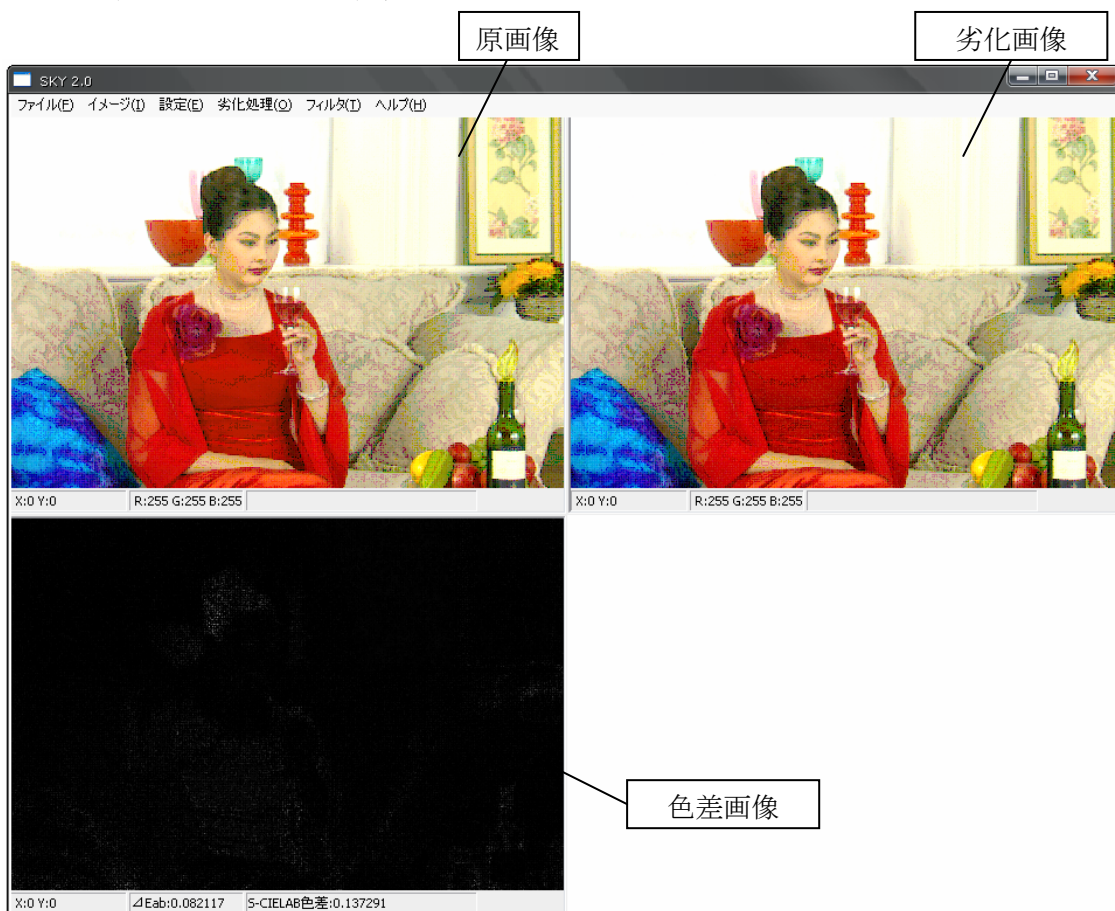 原画像
劣化画像
SKY 2.0
ファイル(F) イメージ(I) 設定(E) 劣化処理(O) フィルタ(T) ヘルプ(H)
X:0 Y:0 R:255 G:255 B:255
X:0 Y:0 R:255 G:255 B:255
色差画像
X:0 Y:0 ⊿Eab:0.082117 S-CIELAB色差:0.137291